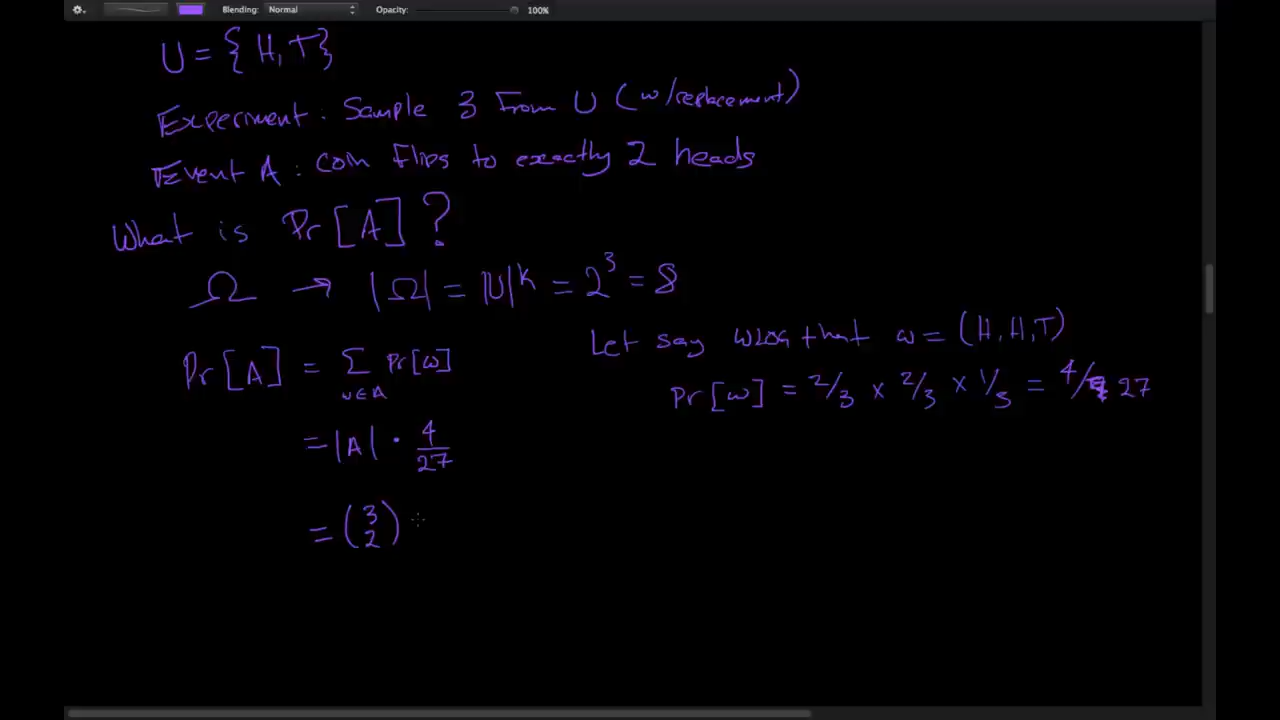 Blending: Normal Opacity: 100%
U = { H, T }
Experiment : Sample 3 From U ( w/replacement )
Event A : Coin Flips to exactly 2 heads
What is Pr [ A ] ?
Ω → |Ω| = |U|^k = 2^3 = 8
Let say WLOG that ω = ( H, H, T )
Pr [ A ] = Σ_{ω∈A} Pr[ω]
Pr [ω] = 2/3 × 2/3 × 1/3 = 4/27
= |A| · 4/27
= (3 2)